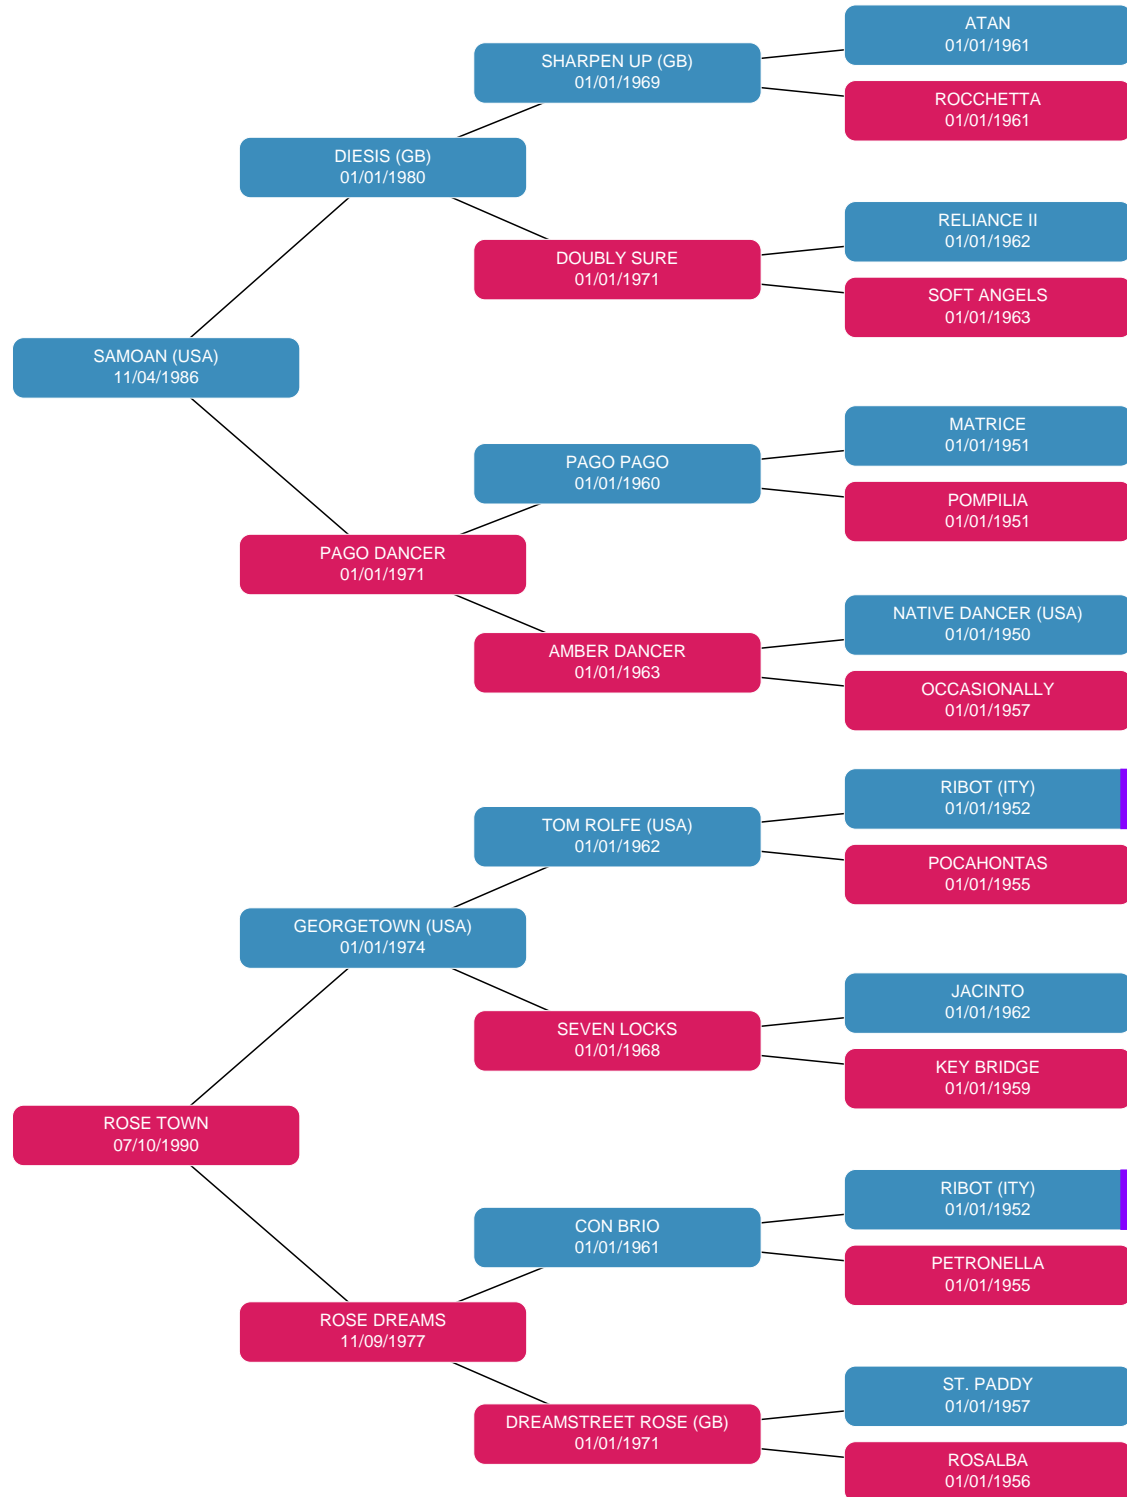 ATAN
01/01/1961
SHARPEN UP (GB)
01/01/1969
ROCCHETTA
01/01/1961
DIESIS (GB)
01/01/1980
RELIANCE II
01/01/1962
DOUBLY SURE
01/01/1971
SOFT ANGELS
01/01/1963
SAMOAN (USA)
11/04/1986
MATRICE
01/01/1951
PAGO PAGO
01/01/1960
POMPILIA
01/01/1951
PAGO DANCER
01/01/1971
NATIVE DANCER (USA)
01/01/1950
AMBER DANCER
01/01/1963
OCCASIONALLY
01/01/1957
RIBOT (ITY)
01/01/1952
TOM ROLFE (USA)
01/01/1962
POCAHONTAS
01/01/1955
GEORGETOWN (USA)
01/01/1974
JACINTO
01/01/1962
SEVEN LOCKS
01/01/1968
KEY BRIDGE
01/01/1959
ROSE TOWN
07/10/1990
RIBOT (ITY)
01/01/1952
CON BRIO
01/01/1961
PETRONELLA
01/01/1955
ROSE DREAMS
11/09/1977
ST. PADDY
01/01/1957
DREAMSTREET ROSE (GB)
01/01/1971
ROSALBA
01/01/1956